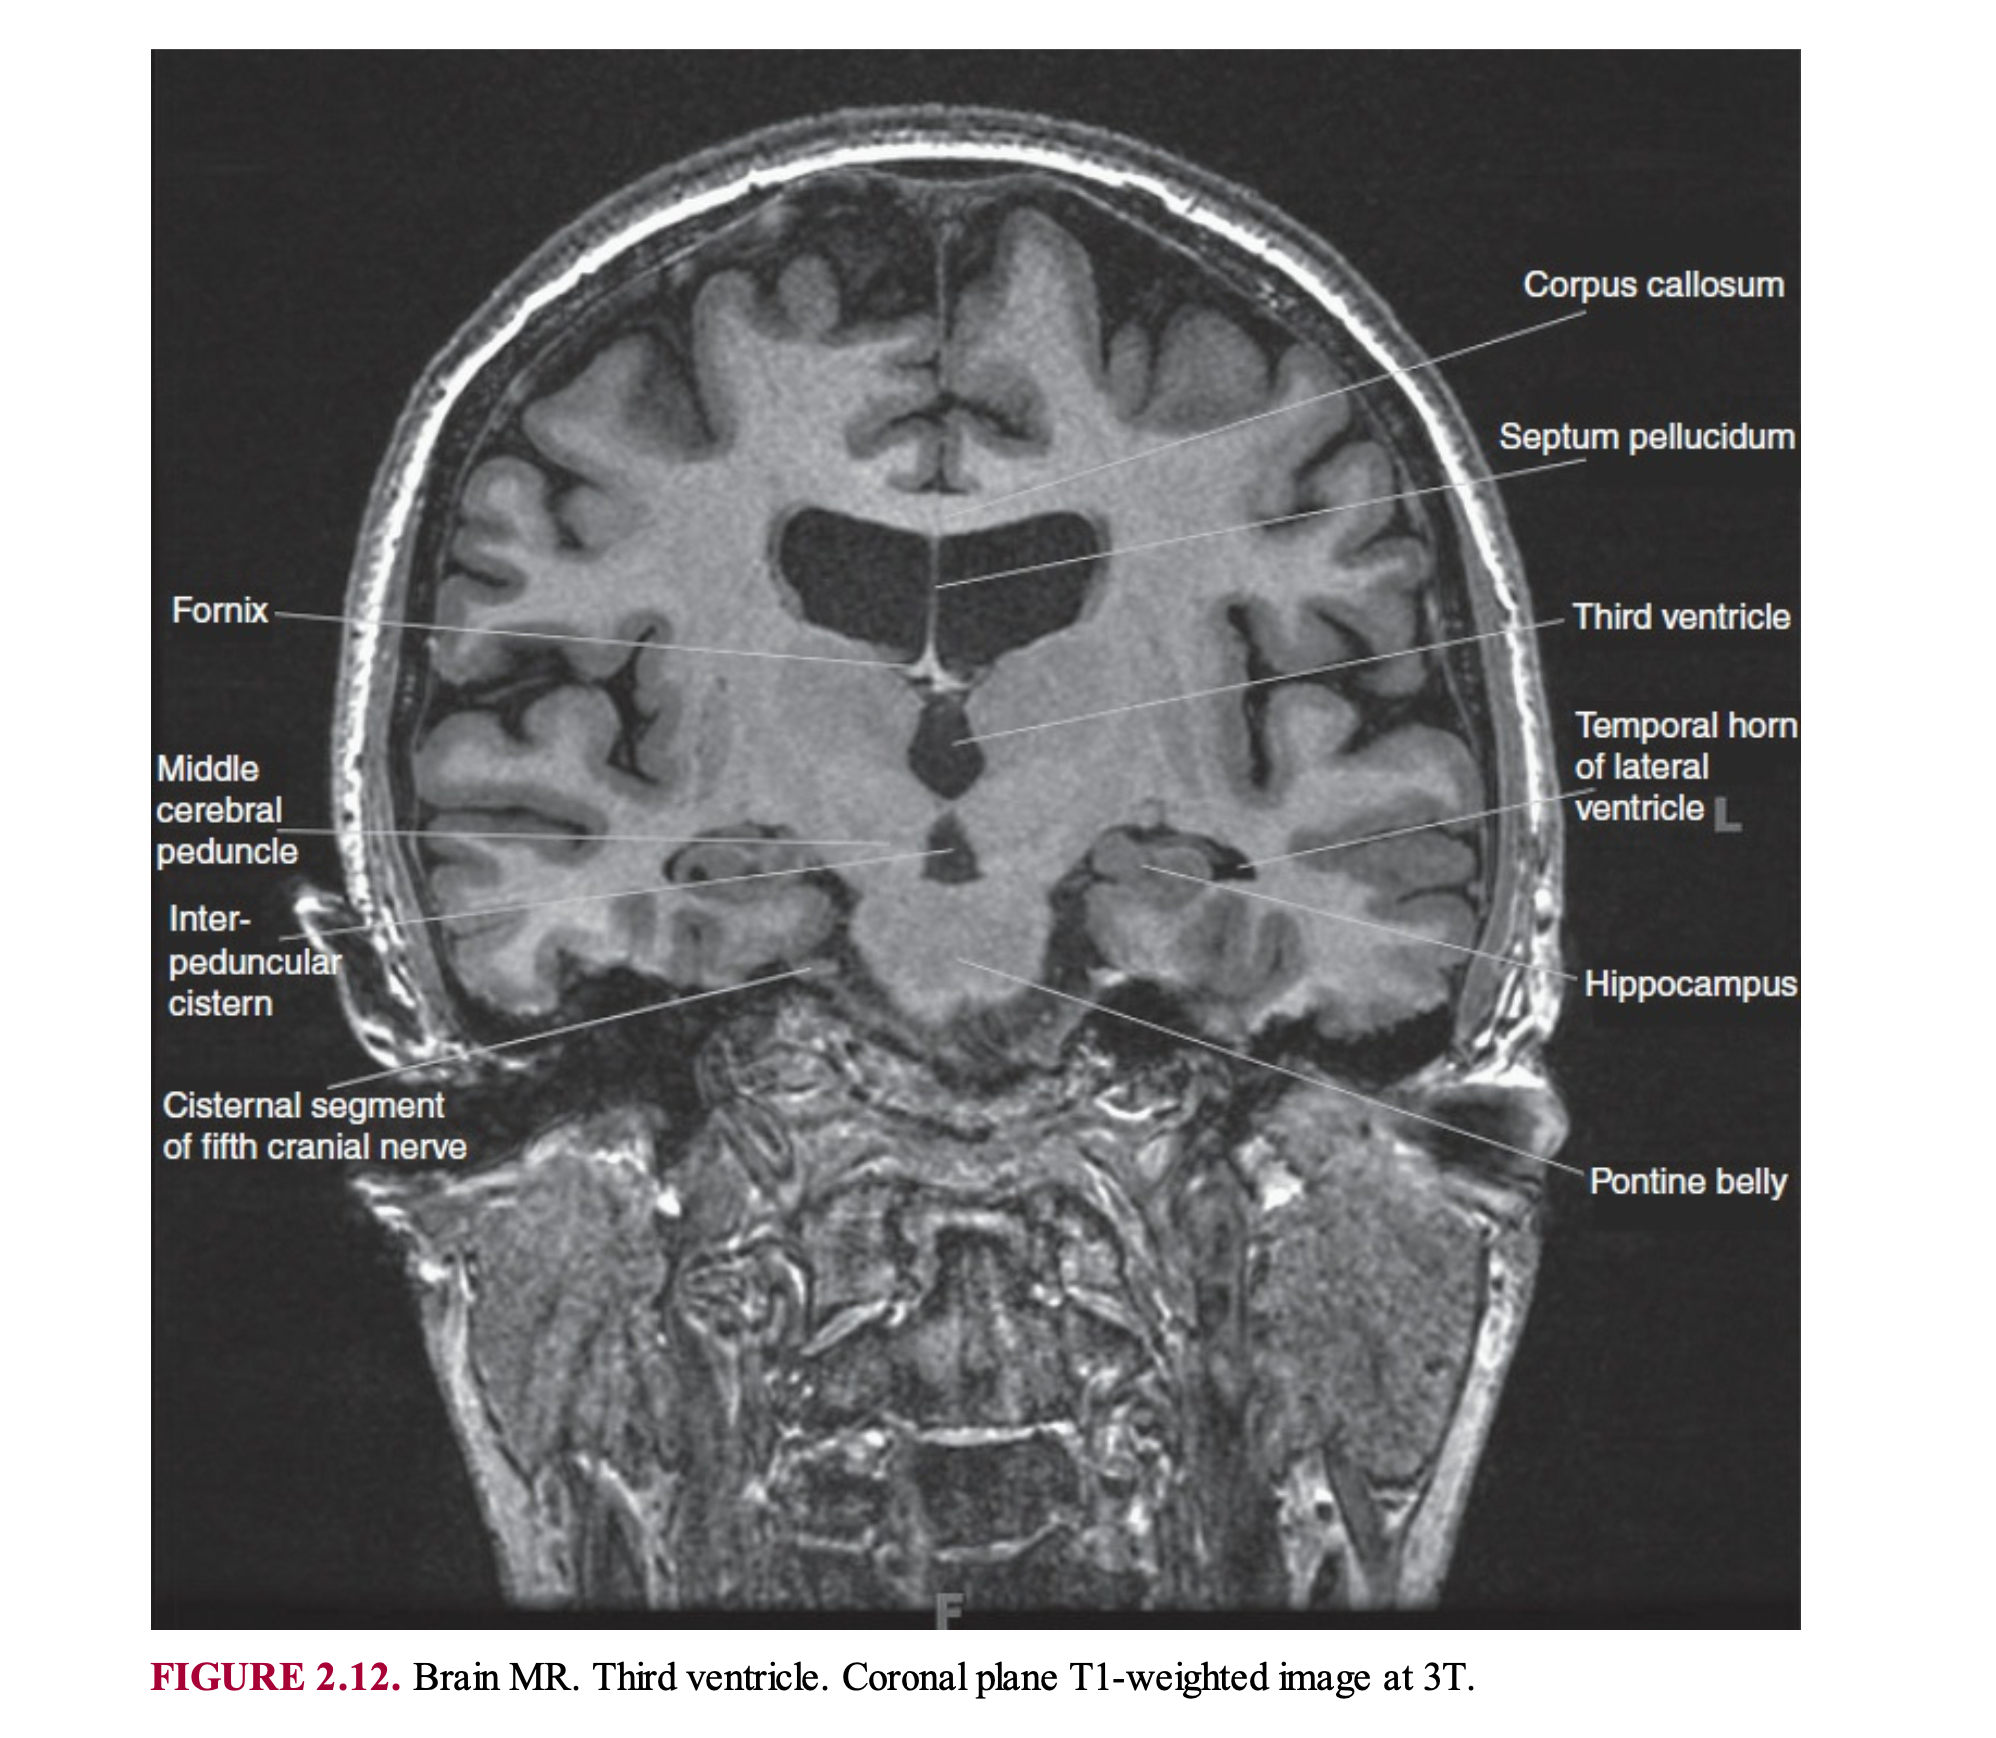 Corpus callosum
Septum pellucidum
Fornix
Third ventricle
Temporal horn
of lateral
ventricle L
Middle
cerebral
peduncle
Inter-
peduncular
cistern
Hippocampus
Cisternal segment
of fifth cranial nerve
Pontine belly
F
FIGURE 2.12. Brain MR. Third ventricle. Coronal plane T1-weighted image at 3T.